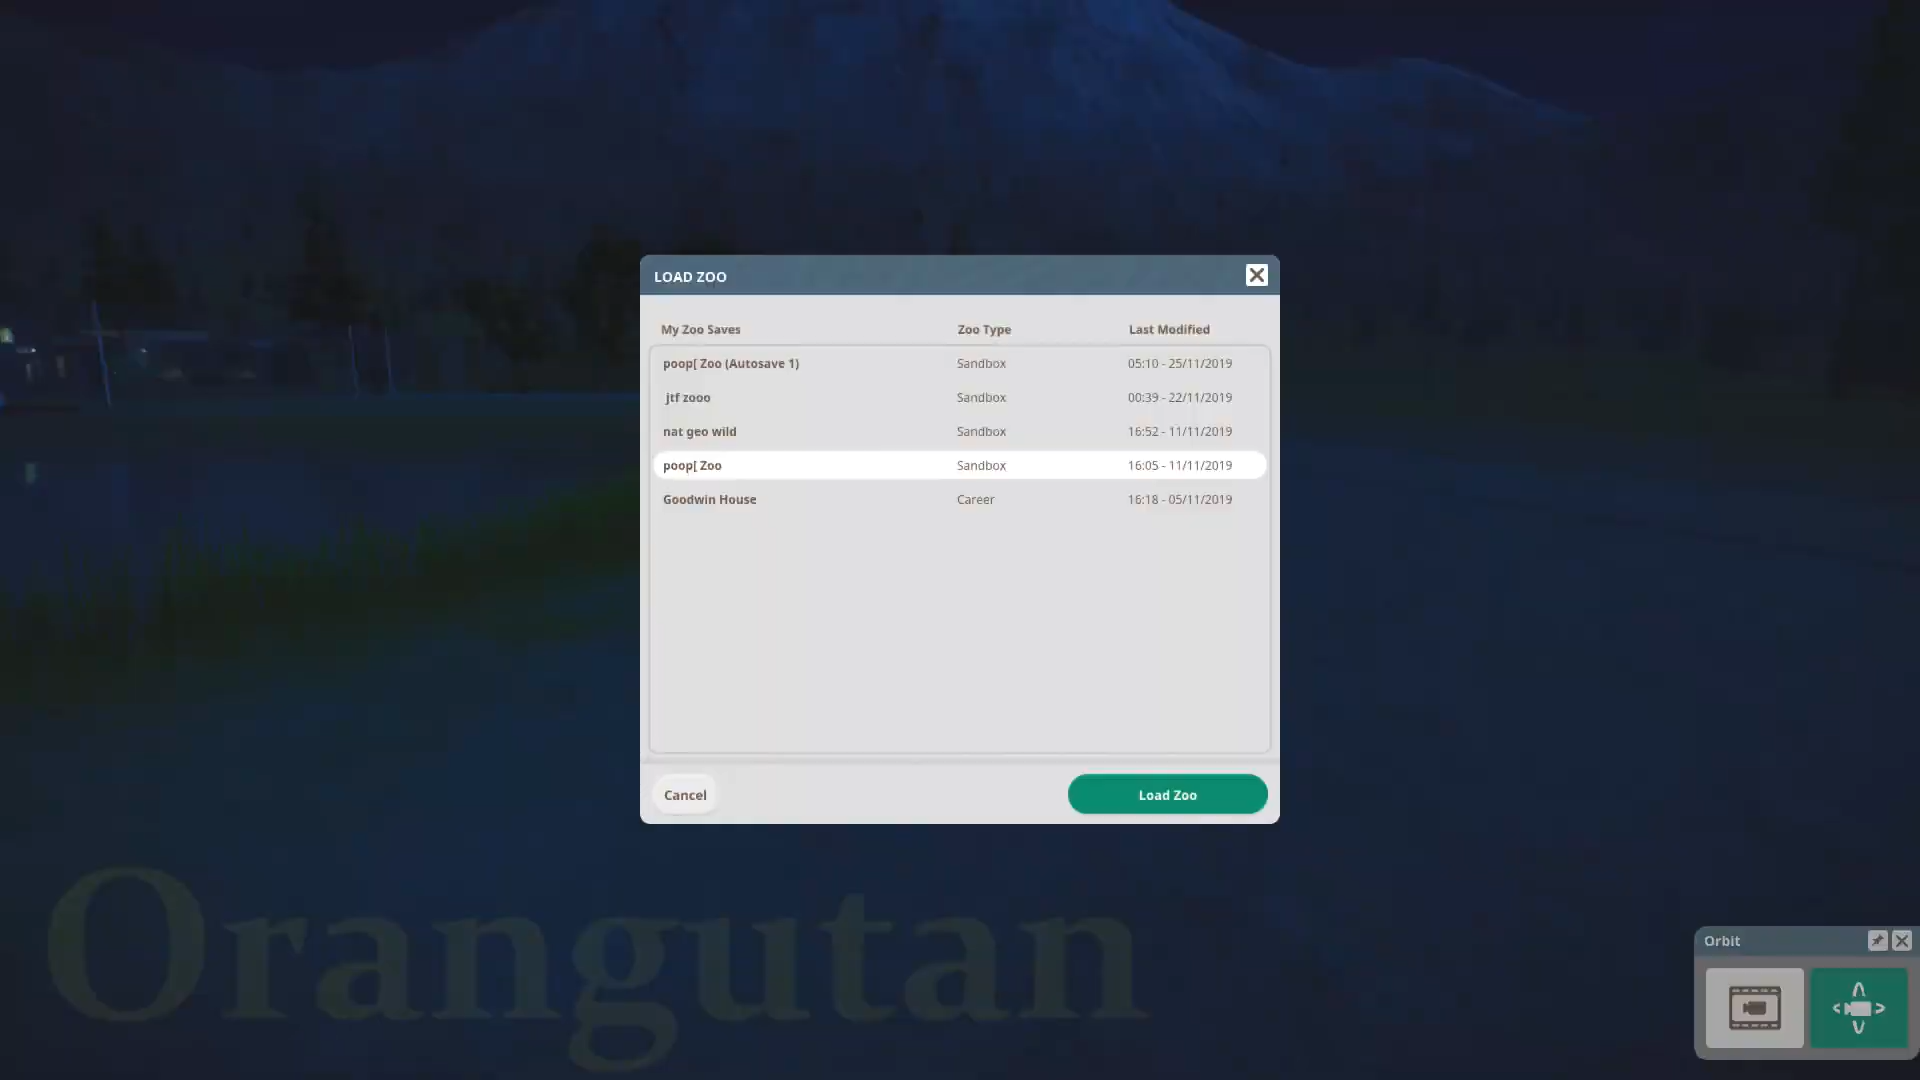 LOAD ZOO
My Zoo Saves Zoo Type Last Modified
poop[ Zoo (Autosave 1) Sandbox 05:10 - 25/11/2019
jtf zooo Sandbox 00:39 - 22/11/2019
nat geo wild Sandbox 16:52 - 11/11/2019
poop[ Zoo Sandbox 16:05 - 11/11/2019
Goodwin House Career 16:18 - 05/11/2019
Cancel Load Zoo
Orangutan
Orbit